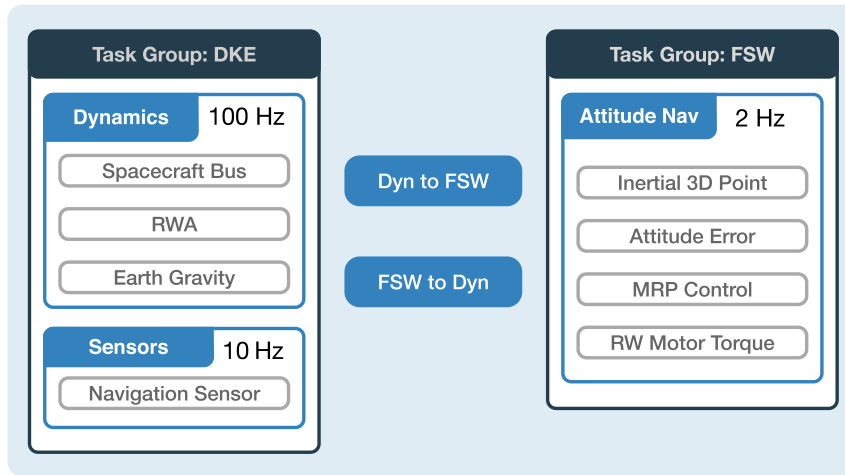 Task Group: DKE
Dynamics 100 Hz
Spacecraft Bus
RWA
Earth Gravity
Sensors 10 Hz
Navigation Sensor
Dyn to FSW
FSW to Dyn
Task Group: FSW
Attitude Nav 2 Hz
Inertial 3D Point
Attitude Error
MRP Control
RW Motor Torque